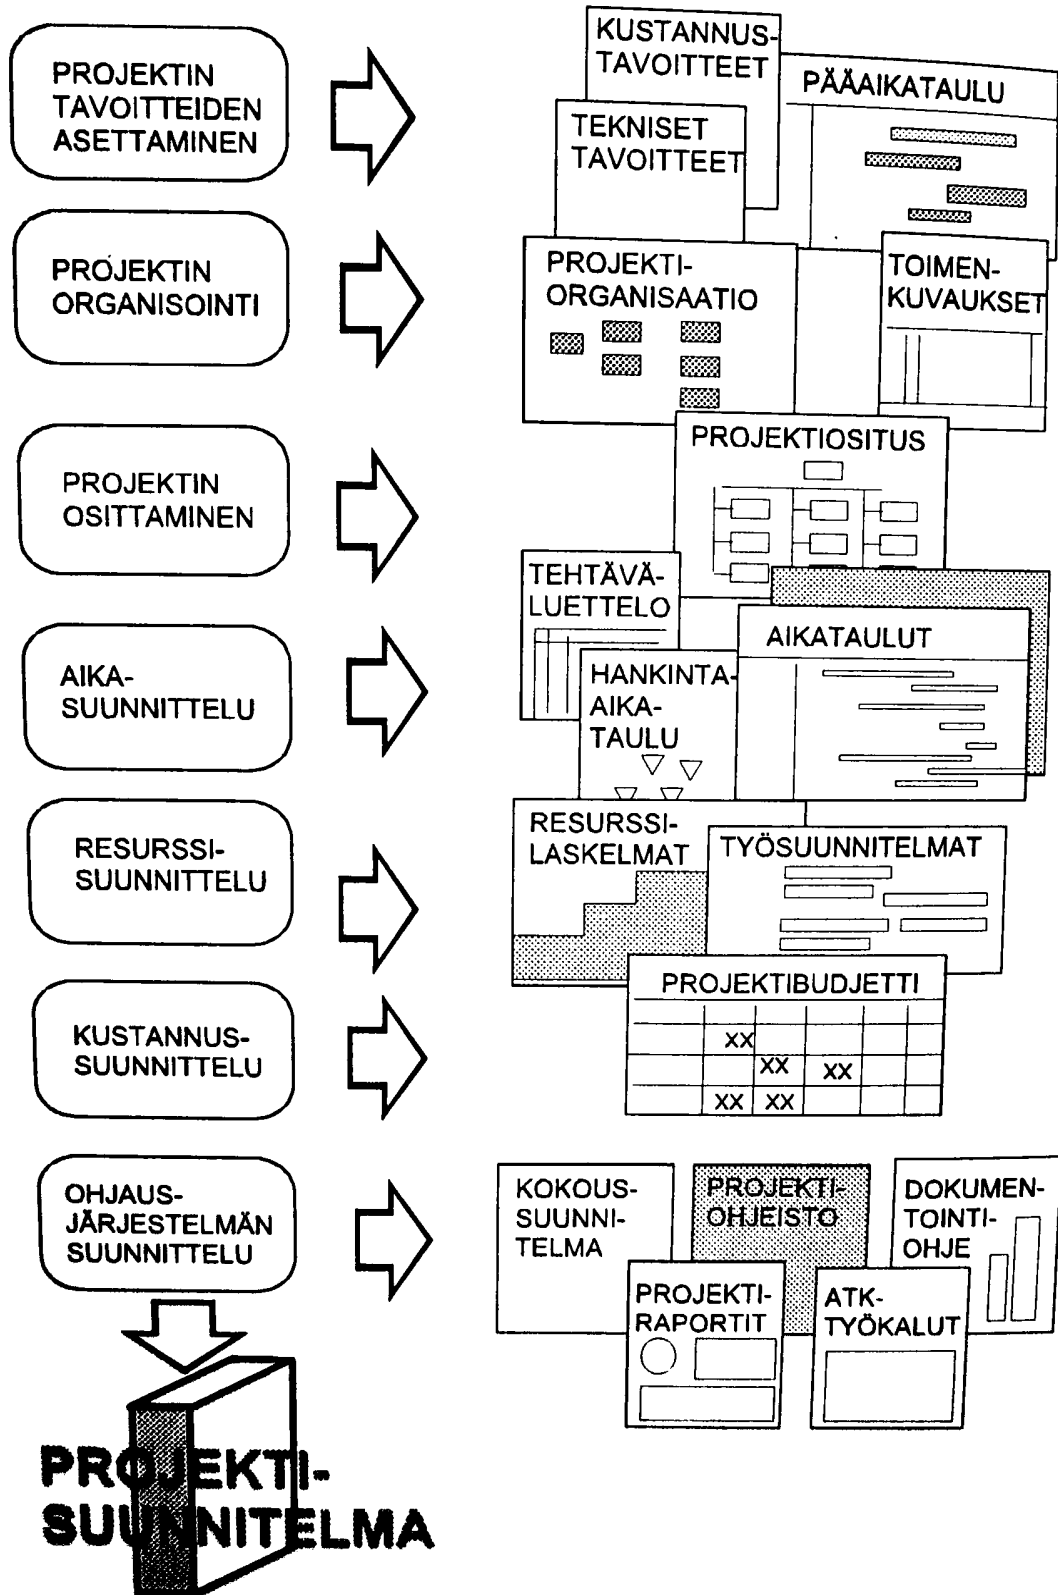 PROJEKTIN
TAVOITTEIDEN
ASETTAMINEN
KUSTANNUS-
TAVOITTEET
PÄÄAIKATAULU
TEKNISET
TAVOITTEET
PROJEKTIN
ORGANISOINTI
PROJEKTI-
ORGANISAATIO
TOIMEN-
KUVAUKSET
PROJEKTIN
OSITTAMINEN
PROJEKTIOSITUS
AIKA-
SUUNNITTELU
TEHTÄVÄ-
LUETTELO
AIKATAULUT
HANKINTA-
AIKA-
TAULU
RESURSSI-
SUUNNITTELU
RESURSSI-
LASKELMAT
TYÖSUUNNITELMAT
KUSTANNUS-
SUUNNITTELU
PROJEKTIBUDJETTI
XX
XX XX
XX XX
OHJAUS-
JÄRJESTELMÄN
SUUNNITTELU
KOKOUS-
SUUNNI-
TELMA
PROJEKTI-
OHJEISTO
DOKUMEN-
TOINTI-
OHJE
PROJEKTI-
RAPORTIT
ATK-
TYÖKALUT
PROJEKTI-
SUUNNITELMA